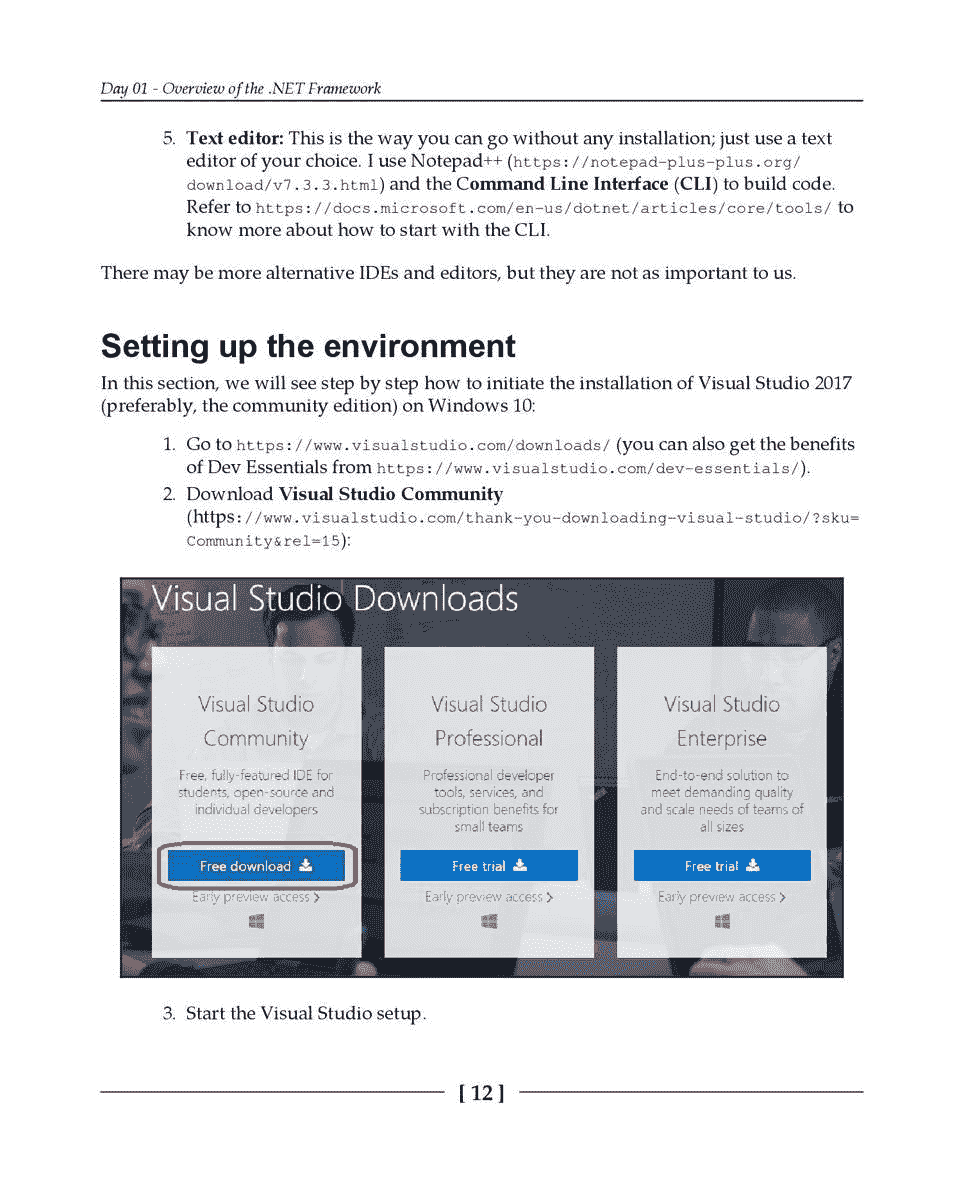 Day 01 - Overview of the .NET Framework
5. Text editor: This is the way you can go without any installation; just use a text
editor of your choice. I use Notepad++ (https://notepad-plus-plus.org/
download/v7.3.3.html) and the Command Line Interface (CLI) to build code.
Refer to https://docs.microsoft.com/en-us/dotnet/articles/core/tools/ to
know more about how to start with the CLI.
There may be more alternative IDEs and editors, but they are not as important to us.
Setting up the environment
In this section, we will see step by step how to initiate the installation of Visual Studio 2017
(preferably, the community edition) on Windows 10:
1. Go to https://www.visualstudio.com/downloads/ (you can also get the benefits
of Dev Essentials from https://www.visualstudio.com/dev-essentials/).
2. Download Visual Studio Community
(https://www.visualstudio.com/thank-you-downloading-visual-studio/?sku=
Community&rel=15):
Visual Studio Downloads
Visual Studio
Community
Free, fully-featured IDE for
students, open-source and
individual developers
Free download
Early preview access >
Visual Studio
Professional
Professional developer
tools, services, and
subscription benefits for
small teams
Free trial
Early preview access >
Visual Studio
Enterprise
End-to-end solution to
meet demanding quality
and scale needs of teams of
all sizes
Free trial
Early preview access >
3. Start the Visual Studio setup.
[ 12 ]